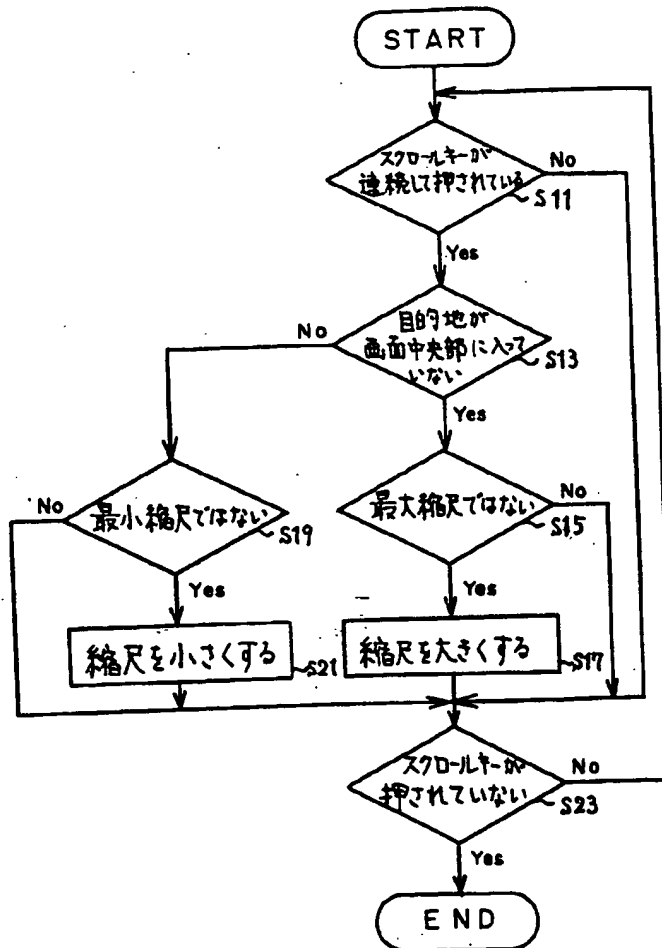 START
スクロールキーが
連続して押されている
No
S11
Yes
目的地が
画面中央部に入って
いない
No
S13
Yes
最小縮尺ではない
No
S19
Yes
最大縮尺ではない
No
S15
Yes
縮尺を小さくする
S21
縮尺を大きくする
S17
スクロールキーが
押されていない
No
S23
Yes
END